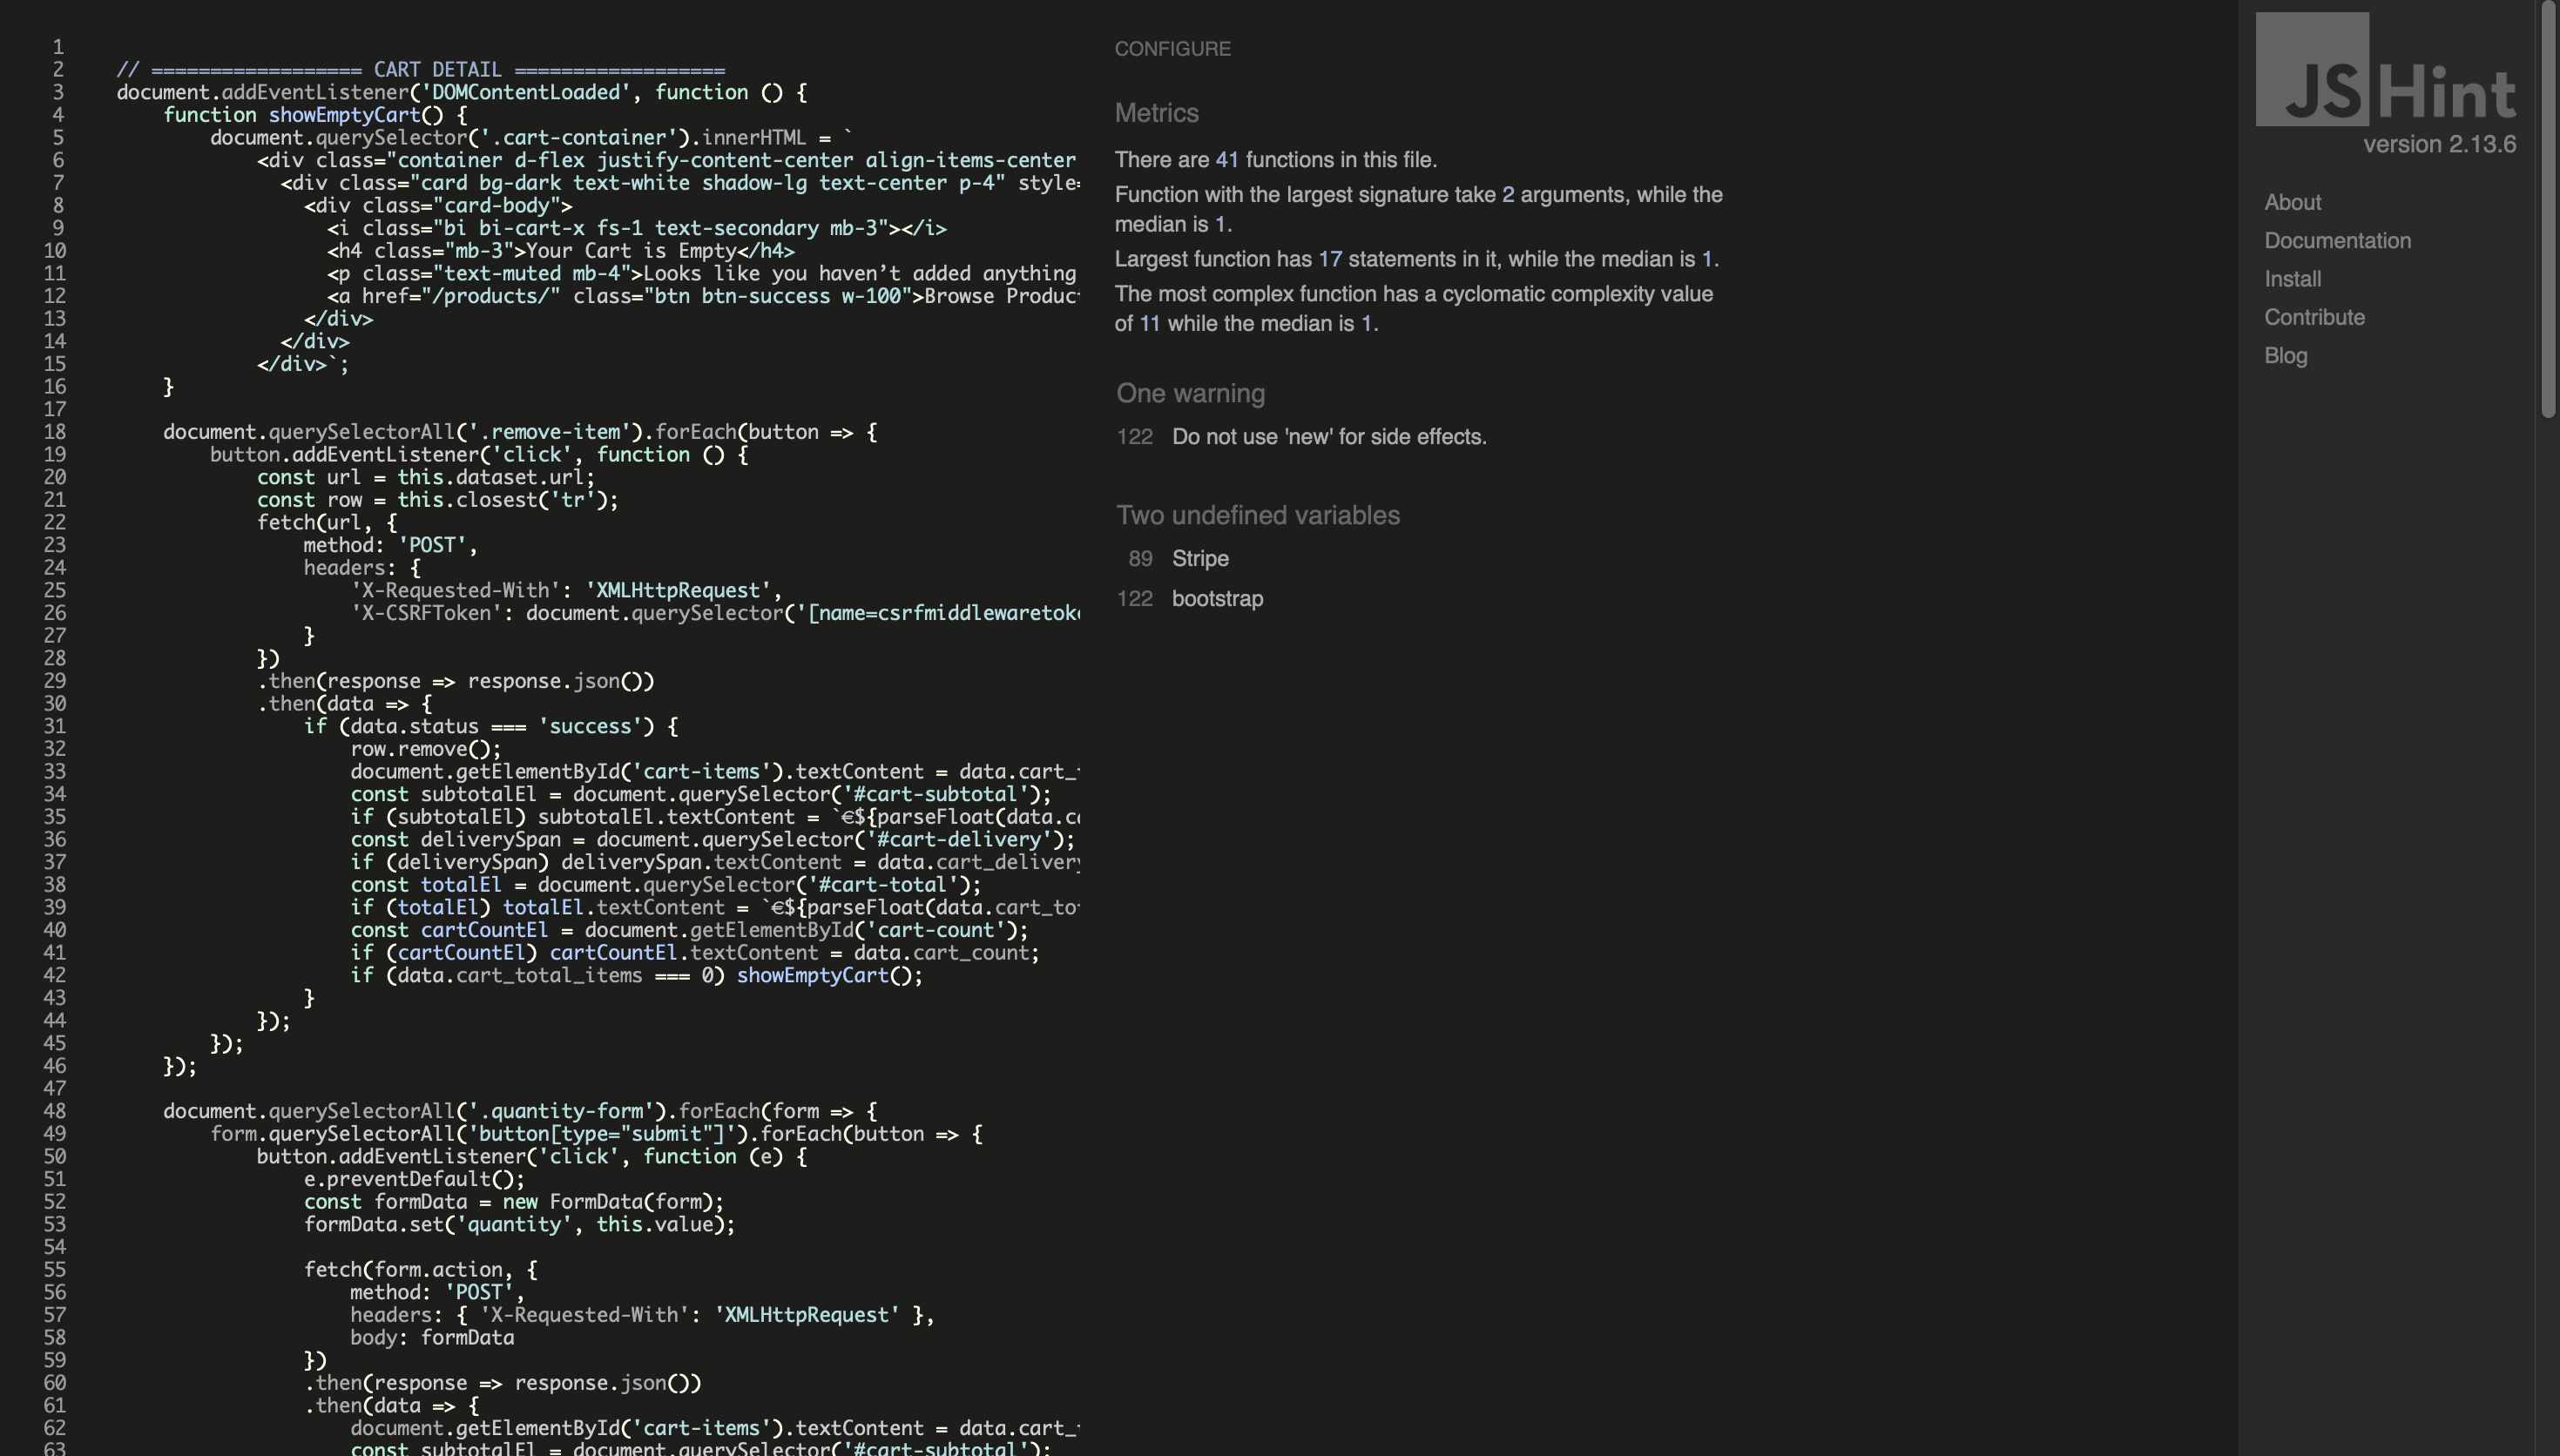 1
2 // ================== CART DETAIL ==================
3 document.addEventListener('DOMContentLoaded', function () {
4 function showEmptyCart() {
5 document.querySelector('.cart-container').innerHTML = `
6 <div class="container d-flex justify-content-center align-items-center
7 <div class="card bg-dark text-white shadow-lg text-center p-4" style=
8 <div class="card-body">
9 <i class="bi bi-cart-x fs-1 text-secondary mb-3"></i>
10 <h4 class="mb-3">Your Cart is Empty</h4>
11 <p class="text-muted mb-4">Looks like you haven’t added anything
12 <a href="/products/" class="btn btn-success w-100">Browse Produc
13 </div>
14 </div>
15 </div>`;
16 }
17
18 document.querySelectorAll('.remove-item').forEach(button => {
19 button.addEventListener('click', function () {
20 const url = this.dataset.url;
21 const row = this.closest('tr');
22 fetch(url, {
23 method: 'POST',
24 headers: {
25 'X-Requested-With': 'XMLHttpRequest',
26 'X-CSRFToken': document.querySelector('[name=csrfmiddlewaretok
27 }
28 })
29 .then(response => response.json())
30 .then(data => {
31 if (data.status === 'success') {
32 row.remove();
33 document.getElementById('cart-items').textContent = data.cart_
34 const subtotalEl = document.querySelector('#cart-subtotal');
35 if (subtotalEl) subtotalEl.textContent = `€${parseFloat(data.c
36 const deliverySpan = document.querySelector('#cart-delivery');
37 if (deliverySpan) deliverySpan.textContent = data.cart_delivery
38 const totalEl = document.querySelector('#cart-total');
39 if (totalEl) totalEl.textContent = `€${parseFloat(data.cart_to
40 const cartCountEl = document.getElementById('cart-count');
41 if (cartCountEl) cartCountEl.textContent = data.cart_count;
42 if (data.cart_total_items === 0) showEmptyCart();
43 }
44 });
45 });
46 });
47
48 document.querySelectorAll('.quantity-form').forEach(form => {
49 form.querySelectorAll('button[type="submit"]').forEach(button => {
50 button.addEventListener('click', function (e) {
51 e.preventDefault();
52 const formData = new FormData(form);
53 formData.set('quantity', this.value);
54
55 fetch(form.action, {
56 method: 'POST',
57 headers: { 'X-Requested-With': 'XMLHttpRequest' },
58 body: formData
59 })
60 .then(response => response.json())
61 .then(data => {
62 document.getElementById('cart-items').textContent = data.cart_
63 const subtotalEl = document.querySelector('#cart-subtotal');
CONFIGURE
Metrics
There are 41 functions in this file.
Function with the largest signature take 2 arguments, while the
median is 1.
Largest function has 17 statements in it, while the median is 1.
The most complex function has a cyclomatic complexity value
of 11 while the median is 1.
One warning
122 Do not use 'new' for side effects.
Two undefined variables
89 Stripe
122 bootstrap
JSHint
version 2.13.6
About
Documentation
Install
Contribute
Blog